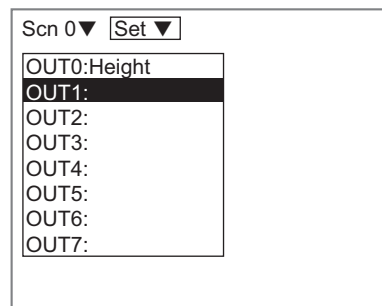 Scn 0▼ Set ▼
OUT0:Height
OUT1:
OUT2:
OUT3:
OUT4:
OUT5:
OUT6:
OUT7: